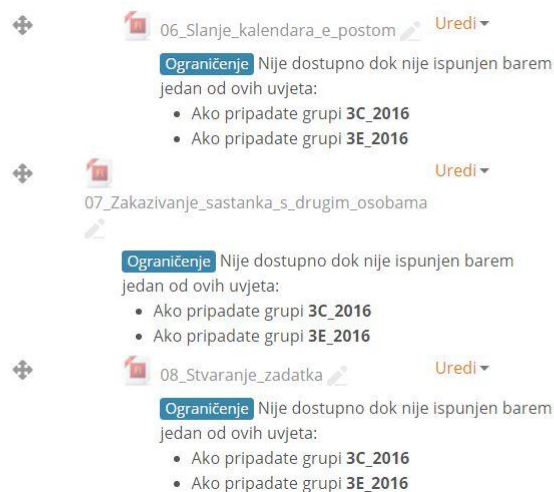 06_Slanje_kalendara_e_postom Uredi
Ograničenje Nije dostupno dok nije ispunjen barem
jedan od ovih uvjeta:
• Ako pripadate grupi 3C_2016
• Ako pripadate grupi 3E_2016
Uredi
07_Zakazivanje_sastanka_s_drugim_osobama
Ograničenje Nije dostupno dok nije ispunjen barem
jedan od ovih uvjeta:
• Ako pripadate grupi 3C_2016
• Ako pripadate grupi 3E_2016
08_Stvaranje_zadatka Uredi
Ograničenje Nije dostupno dok nije ispunjen barem
jedan od ovih uvjeta:
• Ako pripadate grupi 3C_2016
• Ako pripadate grupi 3E_2016